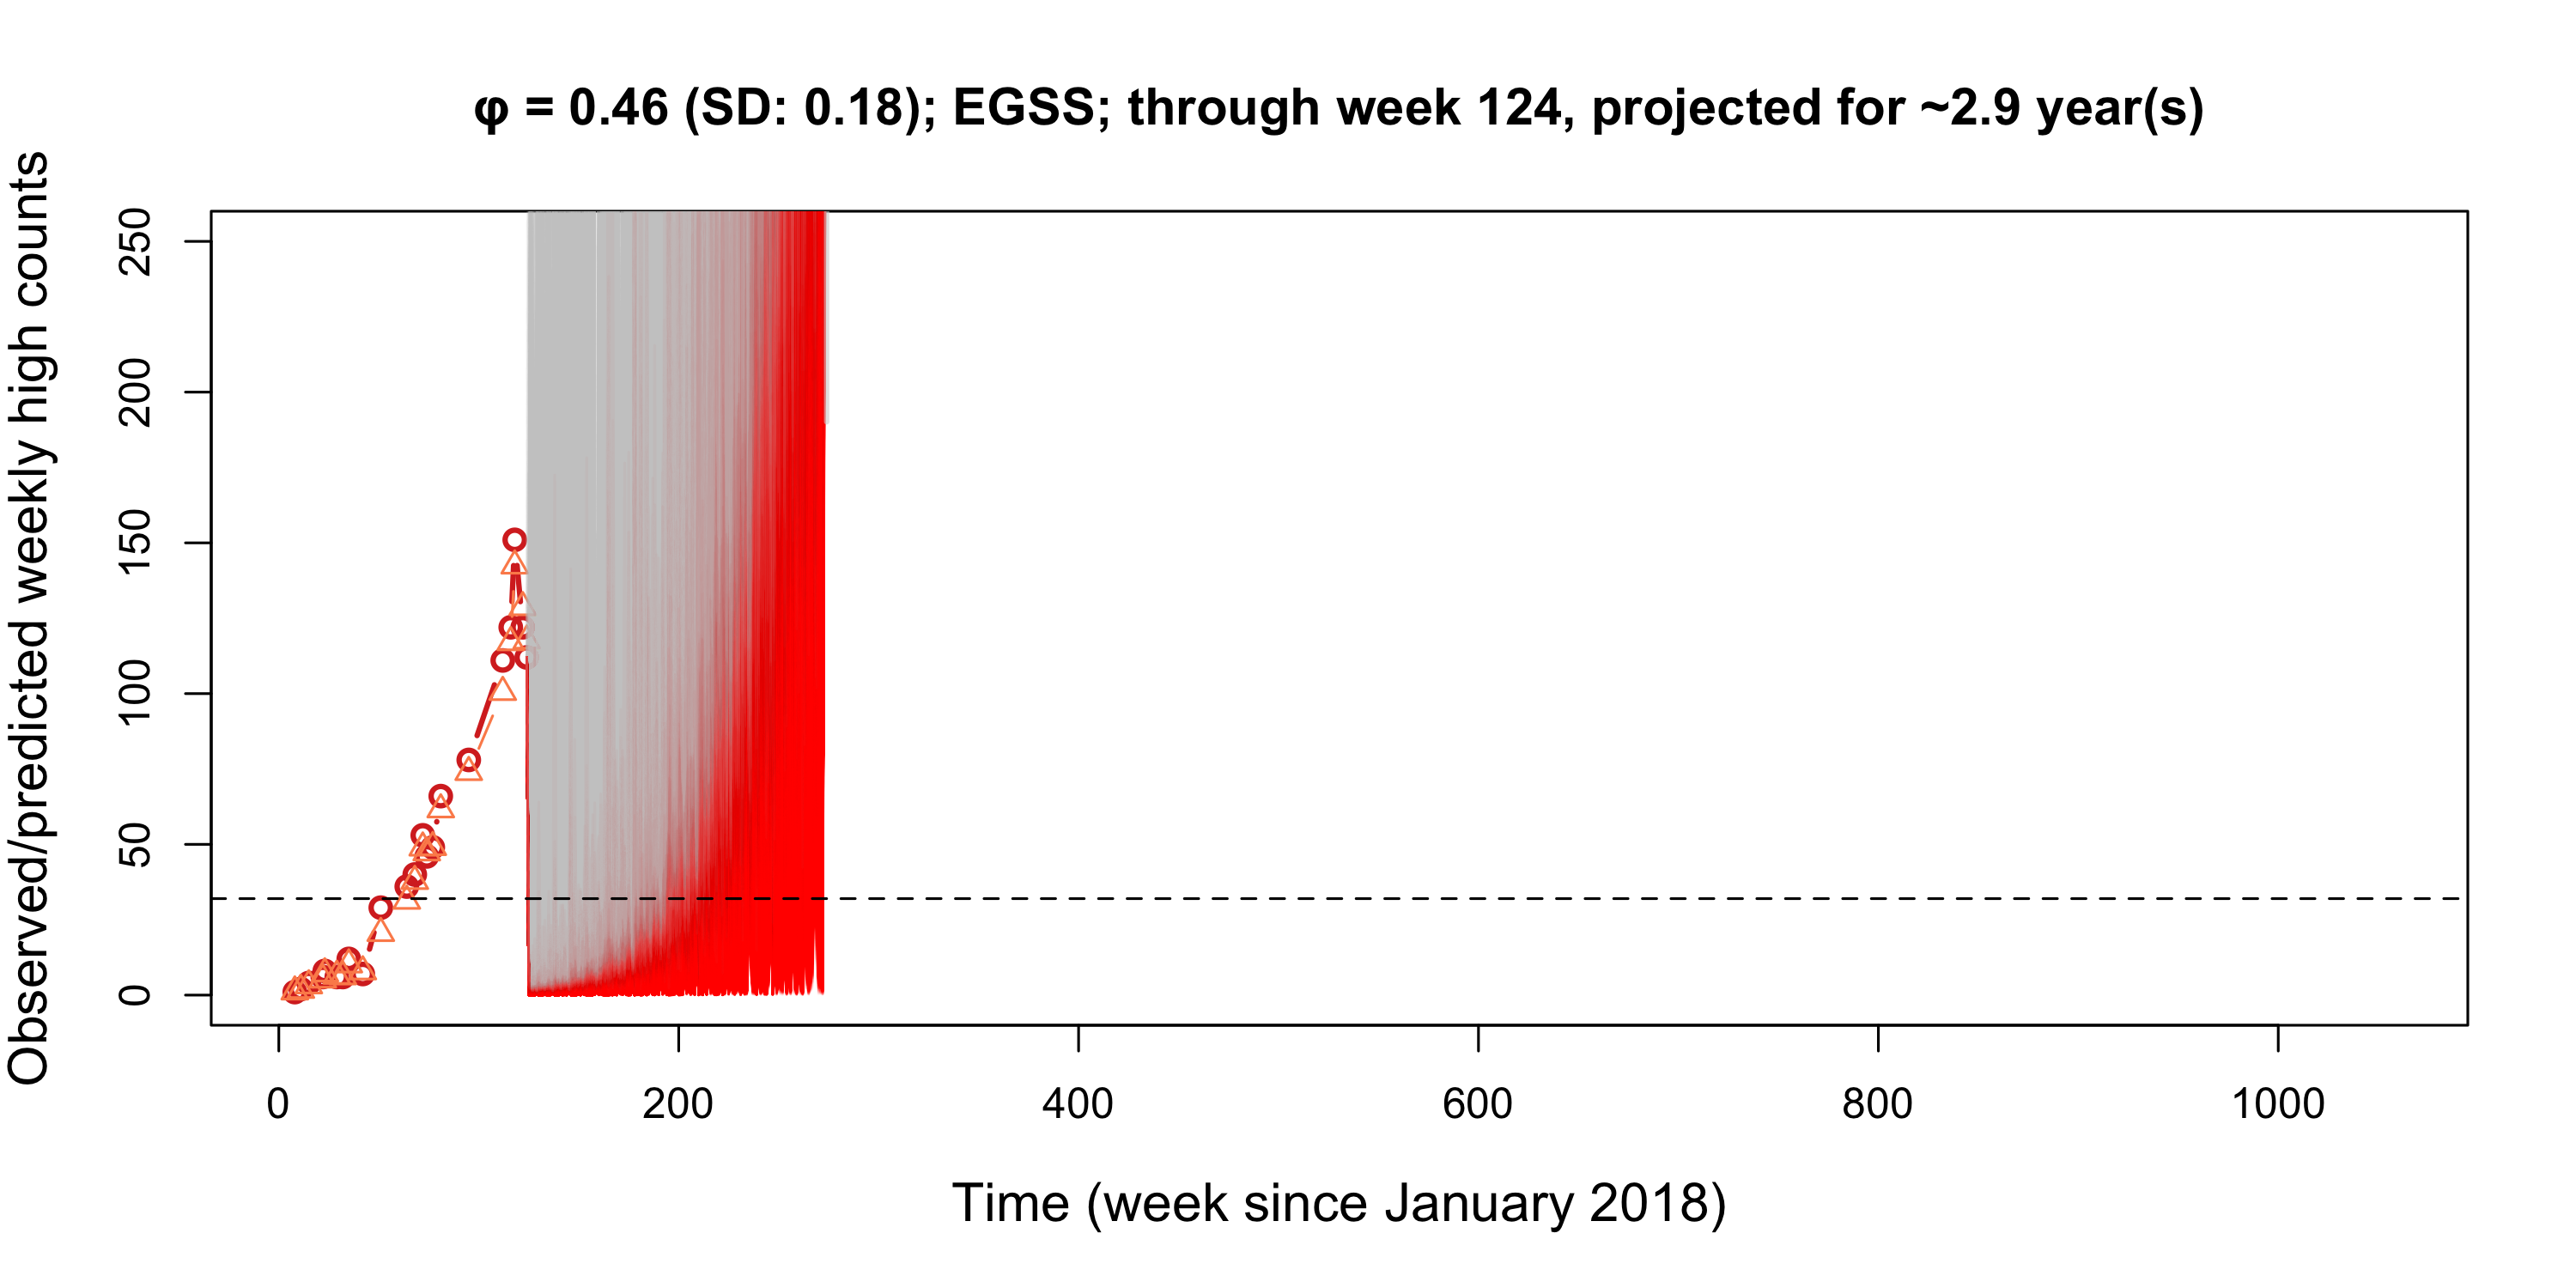 φ = 0.46 (SD: 0.18); EGSS; through week 124, projected for ~2.9 year(s)
Observed/predicted weekly high counts
250
200
150
100
50
0
0 200 400 600 800 1000
Time (week since January 2018)